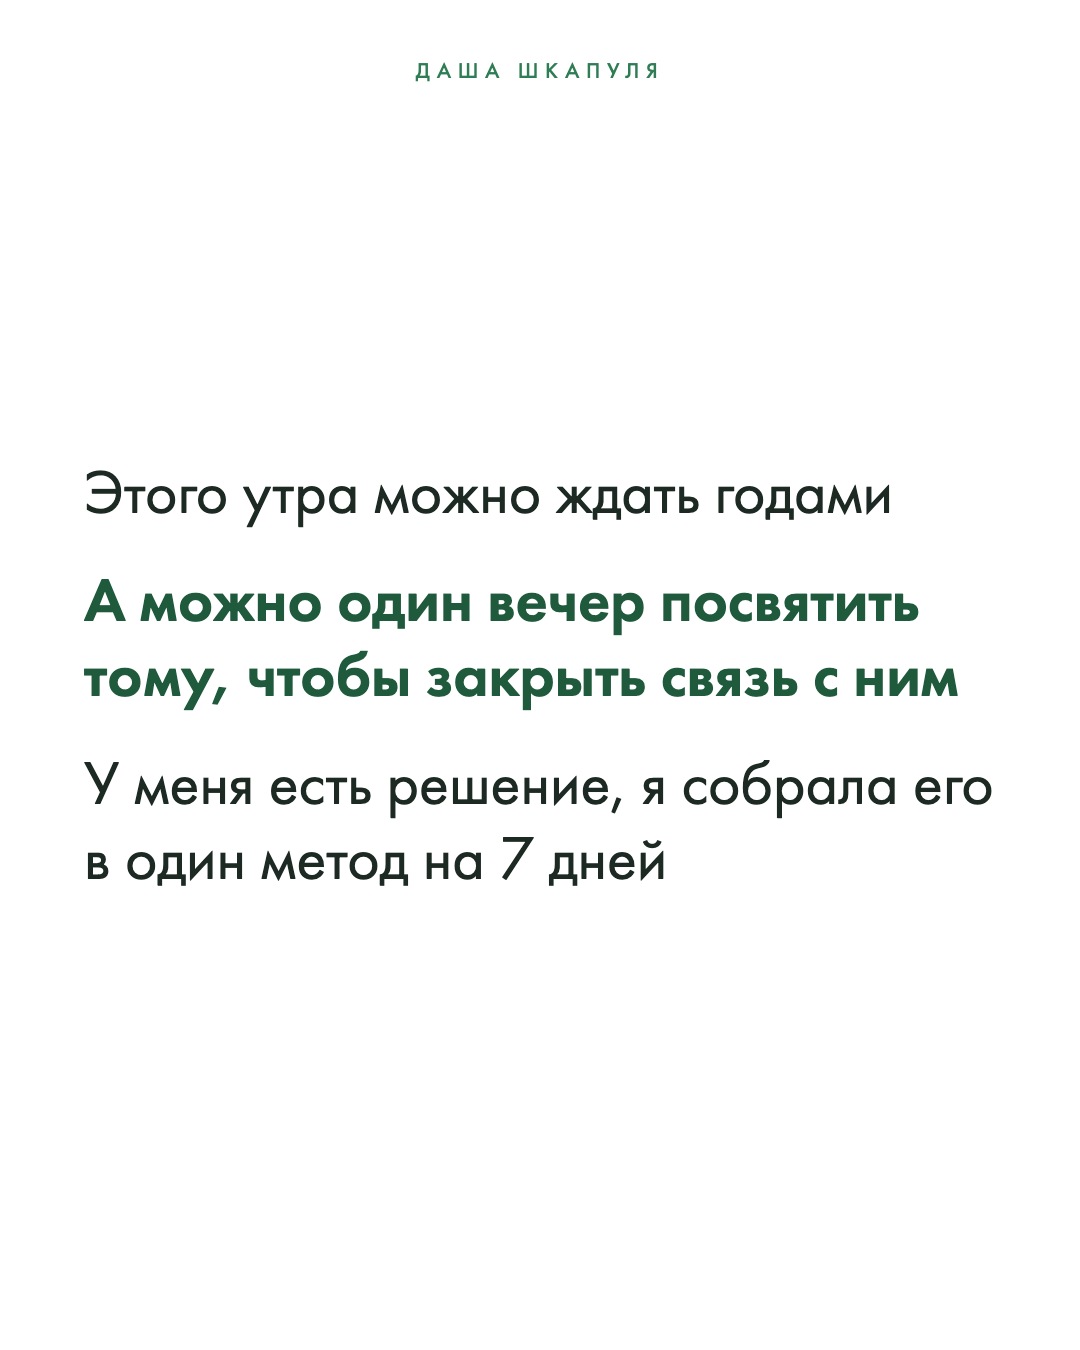 ДАША ШКАПУЛЯ
Этого утра можно ждать годами
А можно один вечер посвятить
тому, чтобы закрыть связь с ним
У меня есть решение, я собрала его
в один метод на 7 дней